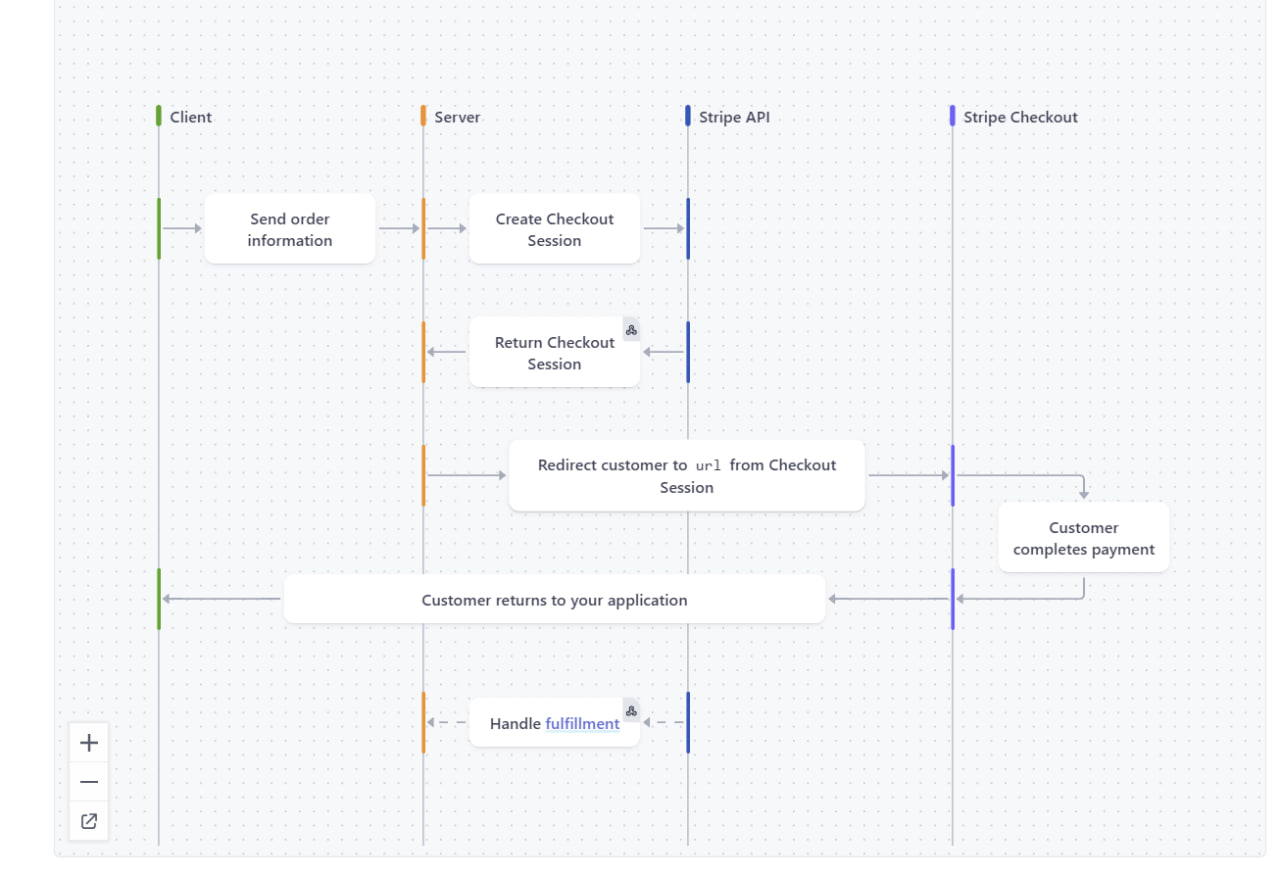 Client
Server
Stripe API
Stripe Checkout
Send order
information
Create Checkout
Session
Return Checkout
Session
Redirect customer to url from Checkout
Session
Customer
completes payment
Customer returns to your application
Handle fulfillment